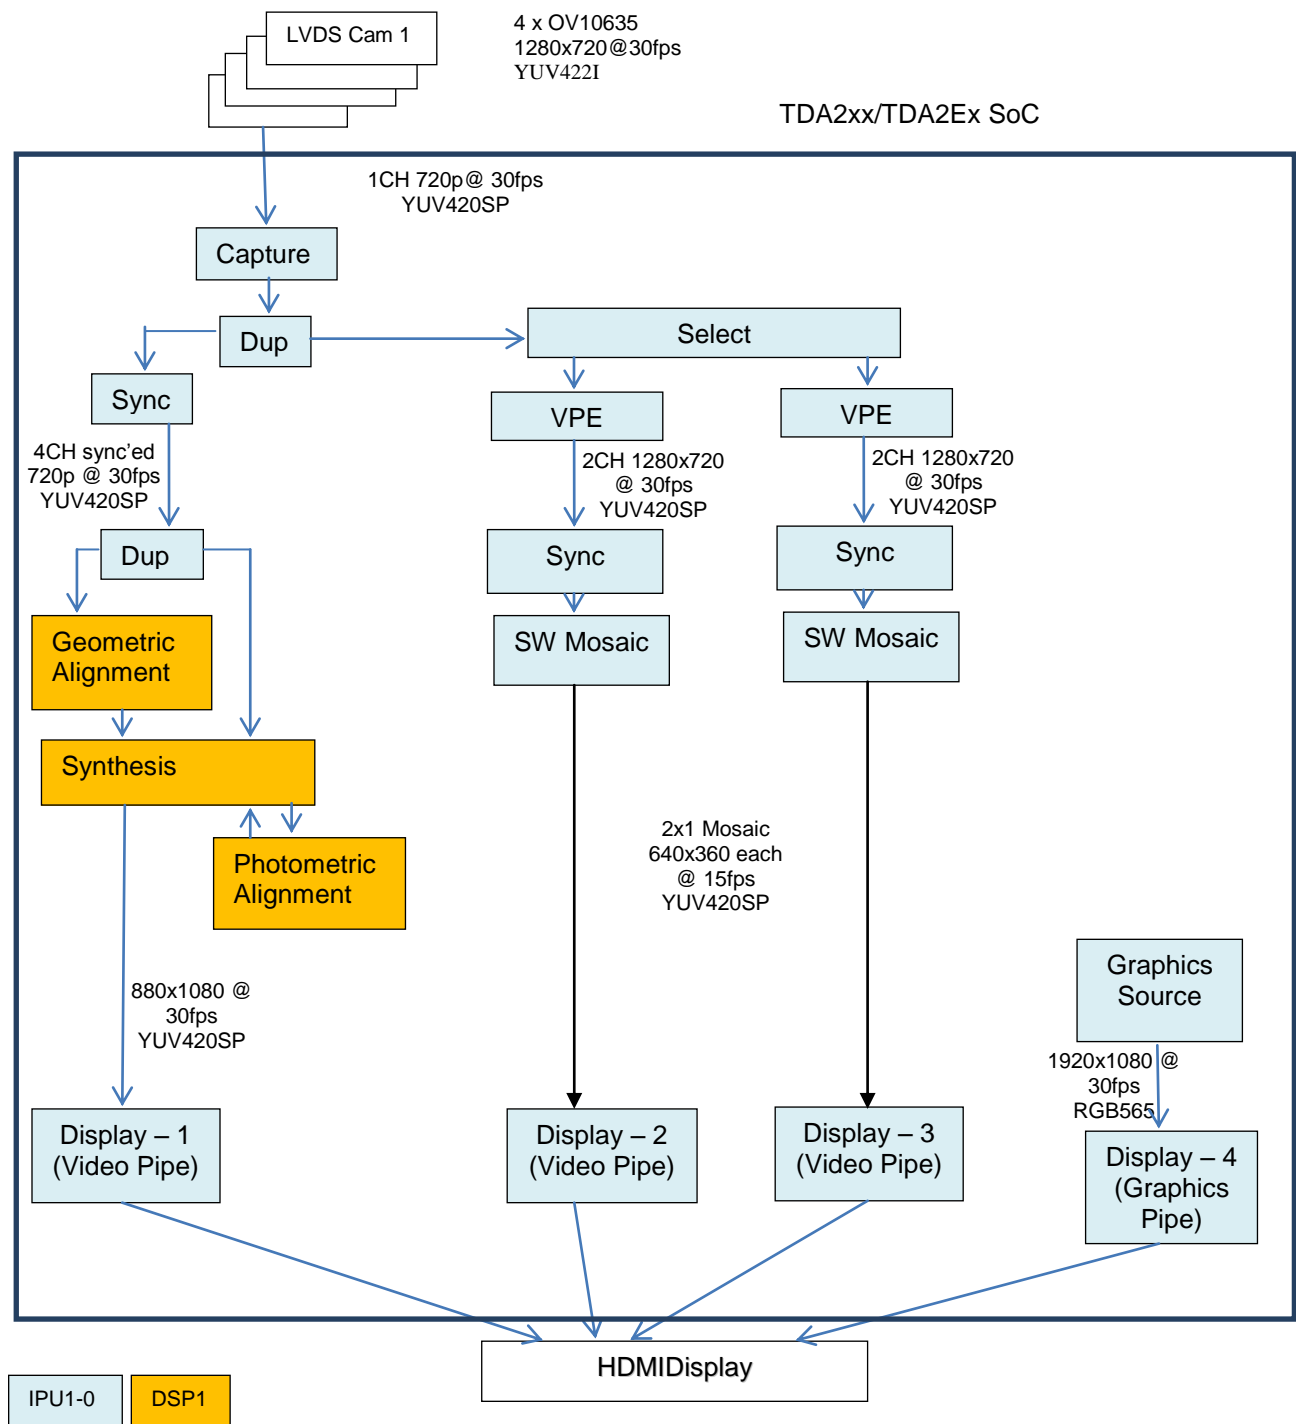 LVDS Cam 1
4 x OV10635
1280x720@30fps
YUV422I
TDA2xx/TDA2Ex SoC
1CH 720p@ 30fps
YUV420SP
Capture
Dup
Select
Sync
VPE
VPE
4CH sync'ed
720p @ 30fps
YUV420SP
2CH 1280x720
@ 30fps
YUV420SP
2CH 1280x720
@ 30fps
YUV420SP
Dup
Sync
Sync
Geometric
Alignment
SW Mosaic
SW Mosaic
Synthesis
Photometric
Alignment
2x1 Mosaic
640x360 each
@ 15fps
YUV420SP
880x1080 @
30fps
YUV420SP
Graphics
Source
1920x1080 @
30fps
RGB565
Display – 1
(Video Pipe)
Display – 2
(Video Pipe)
Display – 3
(Video Pipe)
Display – 4
(Graphics
Pipe)
HDMIDisplay
IPU1-0
DSP1